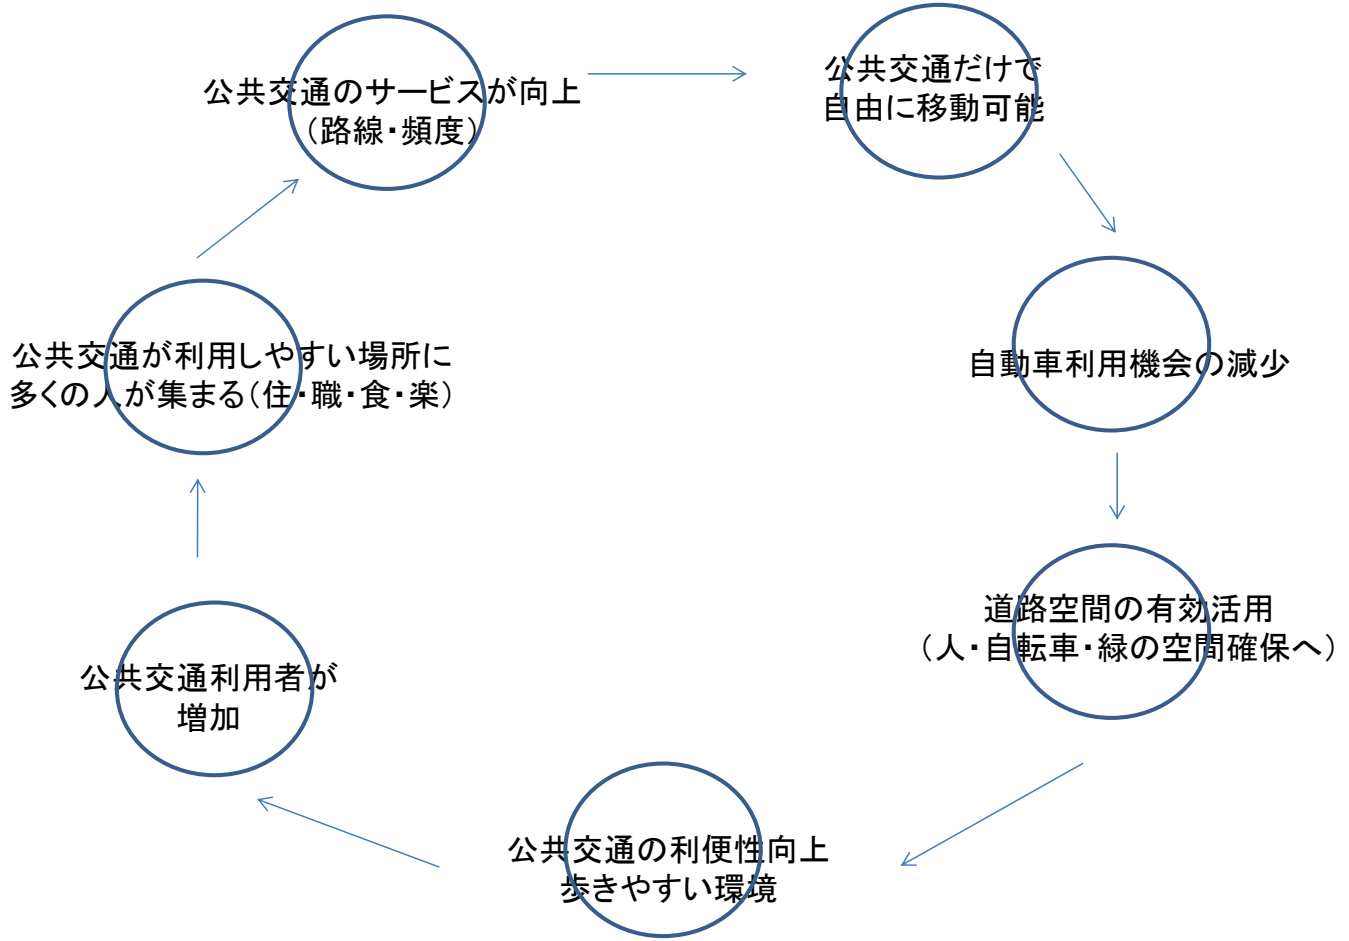 公共交通のサービスが向上
（路線・頻度）
公共交通だけで
自由に移動可能
自動車利用機会の減少
道路空間の有効活用
（人・自転車・緑の空間確保へ）
公共交通の利便性向上
歩きやすい環境
公共交通利用者が
増加
公共交通が利用しやすい場所に
多くの人が集まる（住・職・食・楽）